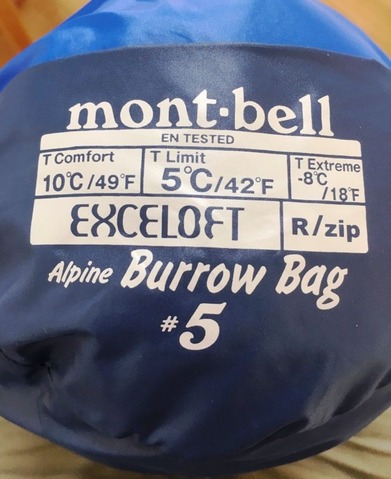 mont·bell
EN TESTED
T Comfort
10℃/49°F
T Limit
5℃/42°F
T Extreme
-8℃
/18°F
EXCELOFT
R/zip
Alpine Burrow Bag
#5